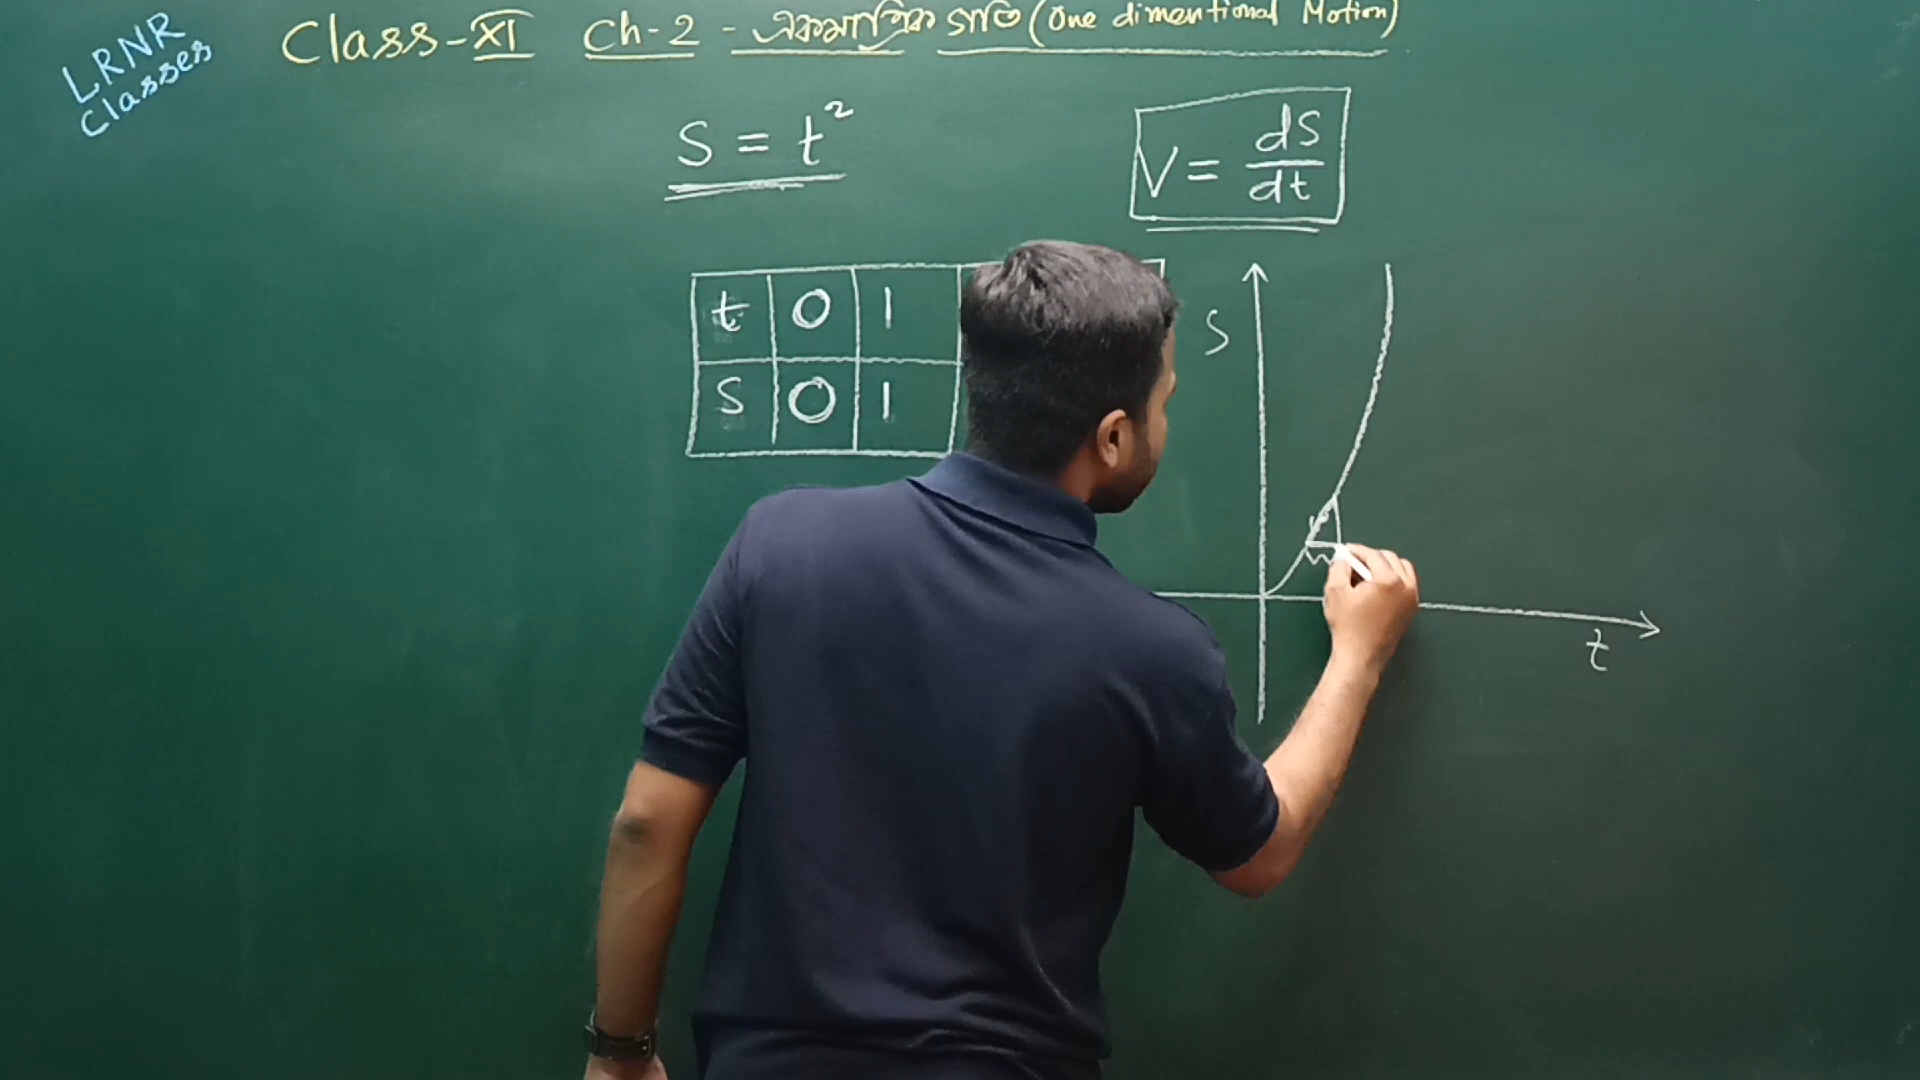 LRNR
Classes
Class-XI Ch-2 - একমাত্রিক গতি (One dimentional Motion)
S = t²
V = dS/dt
t 0 1
S 0 1
S
t